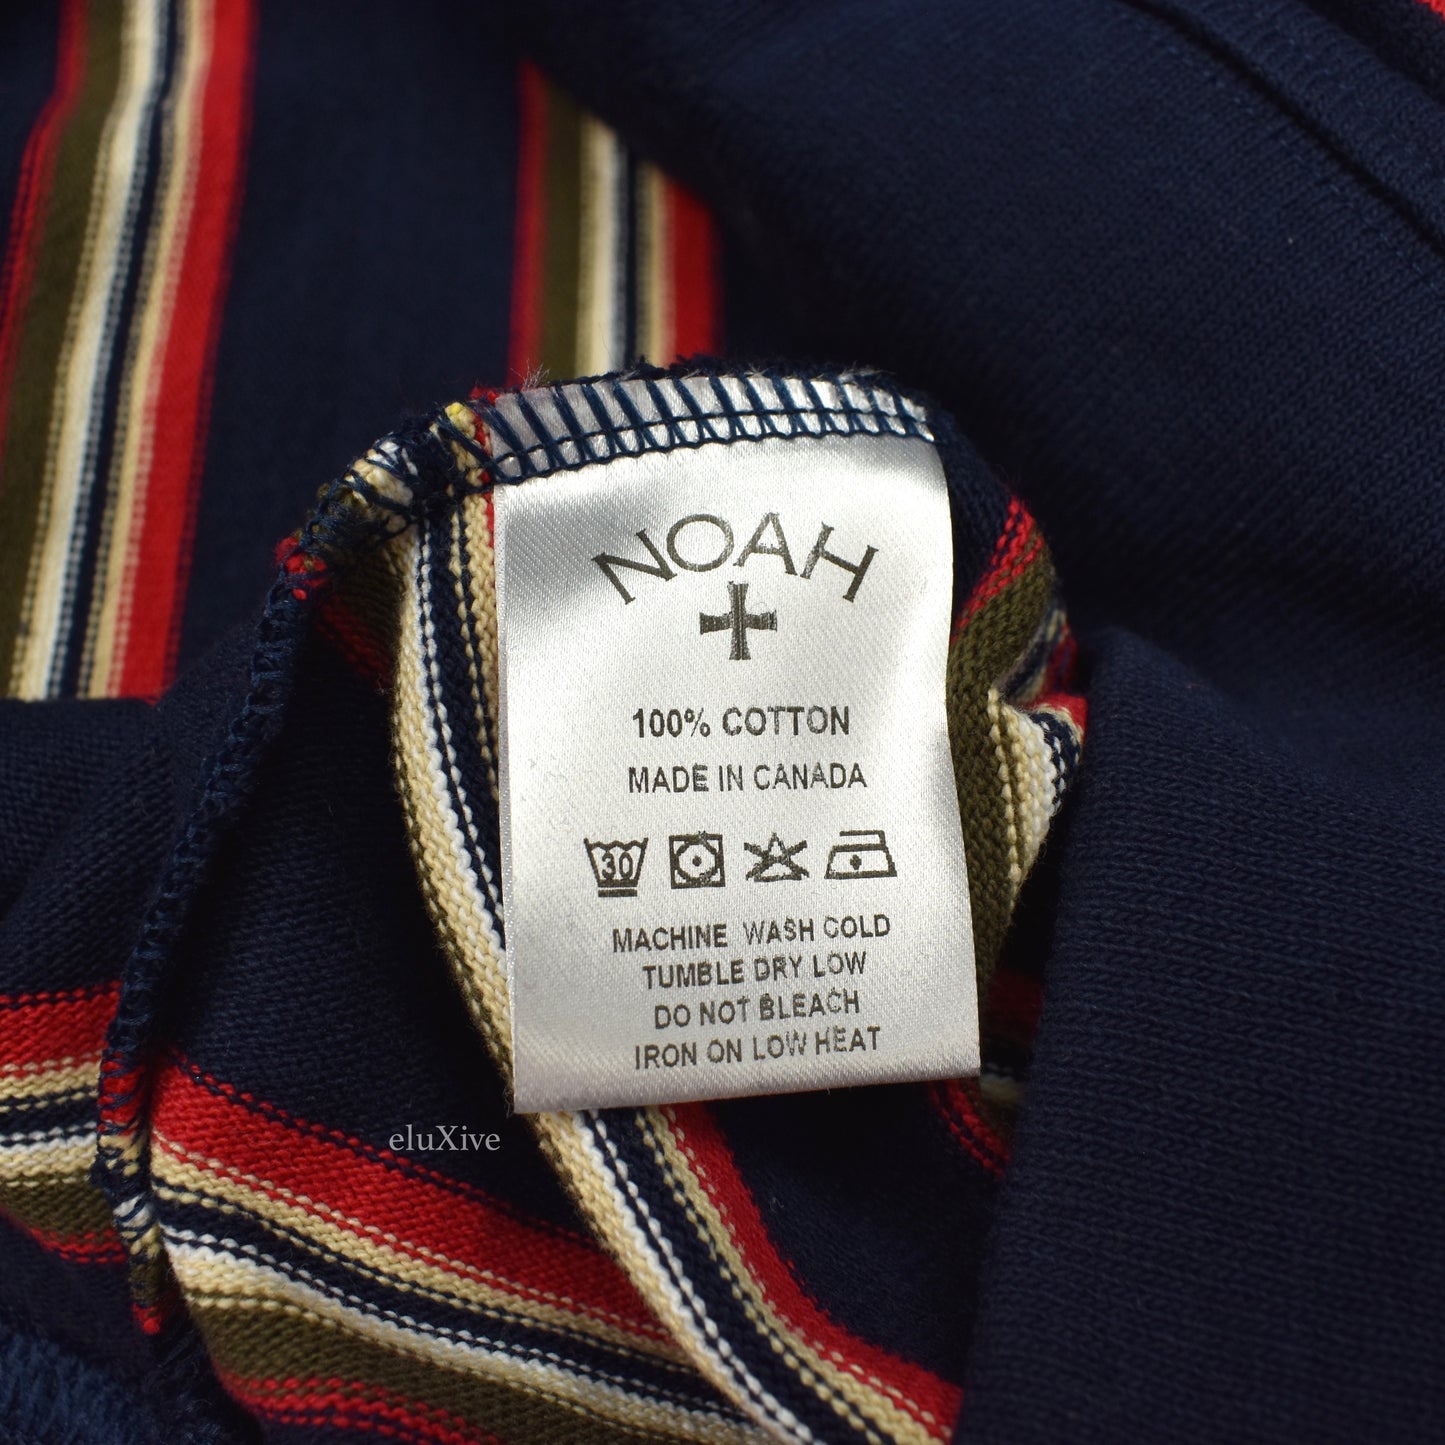 NOAH
100% COTTON
MADE IN CANADA
30
MACHINE WASH COLD
TUMBLE DRY LOW
DO NOT BLEACH
IRON ON LOW HEAT
eluXive